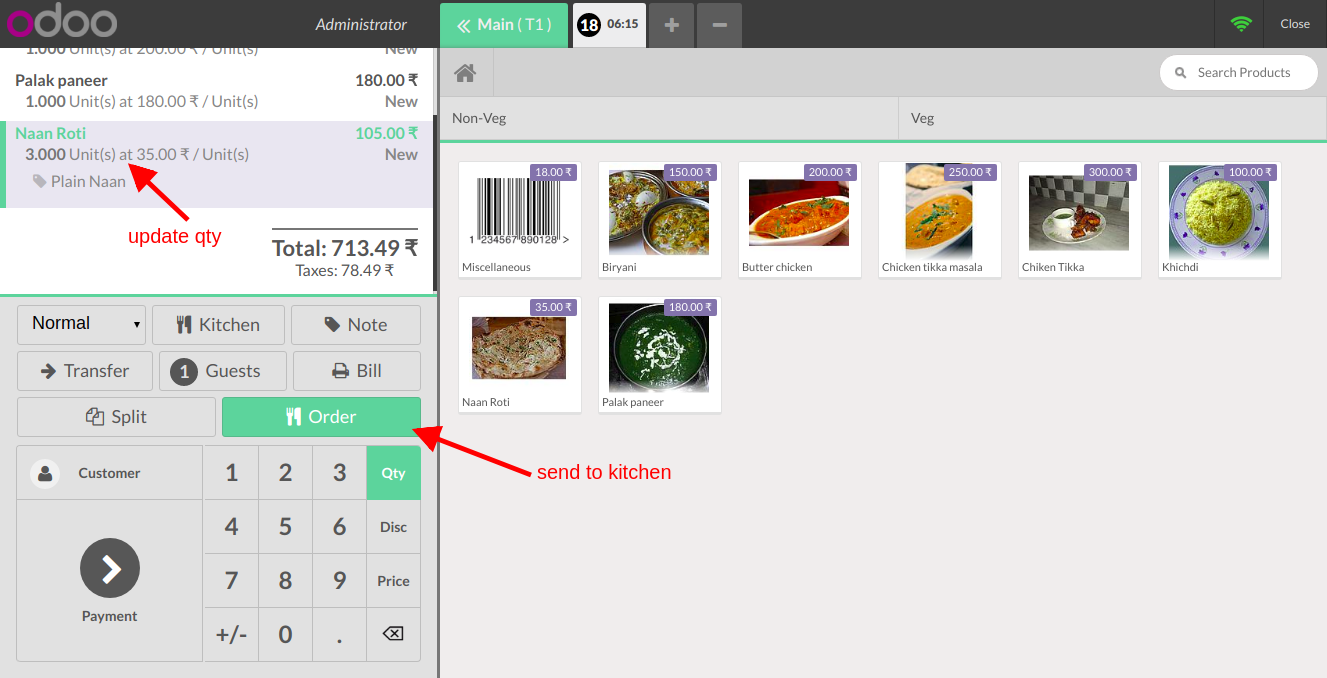 odoo
Administrator
Main ( T1 )
18 06:15
Close
1.000 Unit(s) at 200.00 ₹ / Unit(s) New
Palak paneer 180.00 ₹
1.000 Unit(s) at 180.00 ₹ / Unit(s) New
Naan Roti 105.00 ₹
3.000 Unit(s) at 35.00 ₹ / Unit(s) New
Plain Naan
update qty
Total: 713.49 ₹
Taxes: 78.49 ₹
Normal
Kitchen
Note
Transfer
1 Guests
Bill
Split
Order
send to kitchen
Customer
1 2 3 Qty
4 5 6 Disc
7 8 9 Price
+/- 0 .
Payment
Search Products
Non-Veg
Veg
18.00 ₹
1 234567 890128 >
Miscellaneous
150.00 ₹
Biryani
200.00 ₹
Butter chicken
250.00 ₹
Chicken tikka masala
300.00 ₹
Chiken Tikka
100.00 ₹
Khichdi
35.00 ₹
Naan Roti
180.00 ₹
Palak paneer